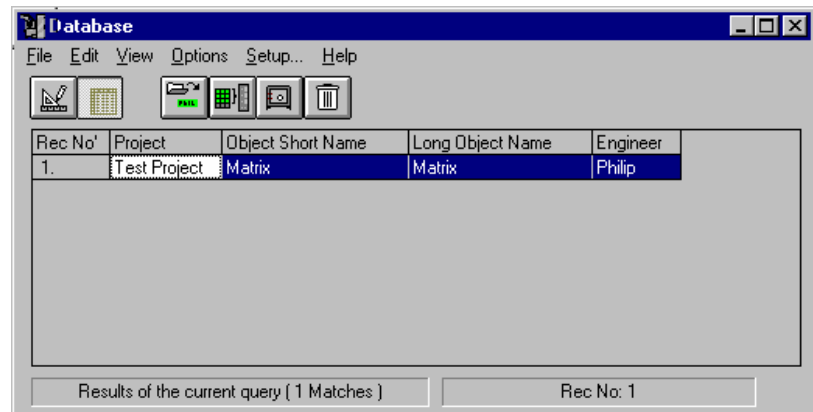 Database
File Edit View Options Setup... Help
Rec No' Project Object Short Name Long Object Name Engineer
1. Test Project Matrix Matrix Philip
Results of the current query ( 1 Matches ) Rec No: 1